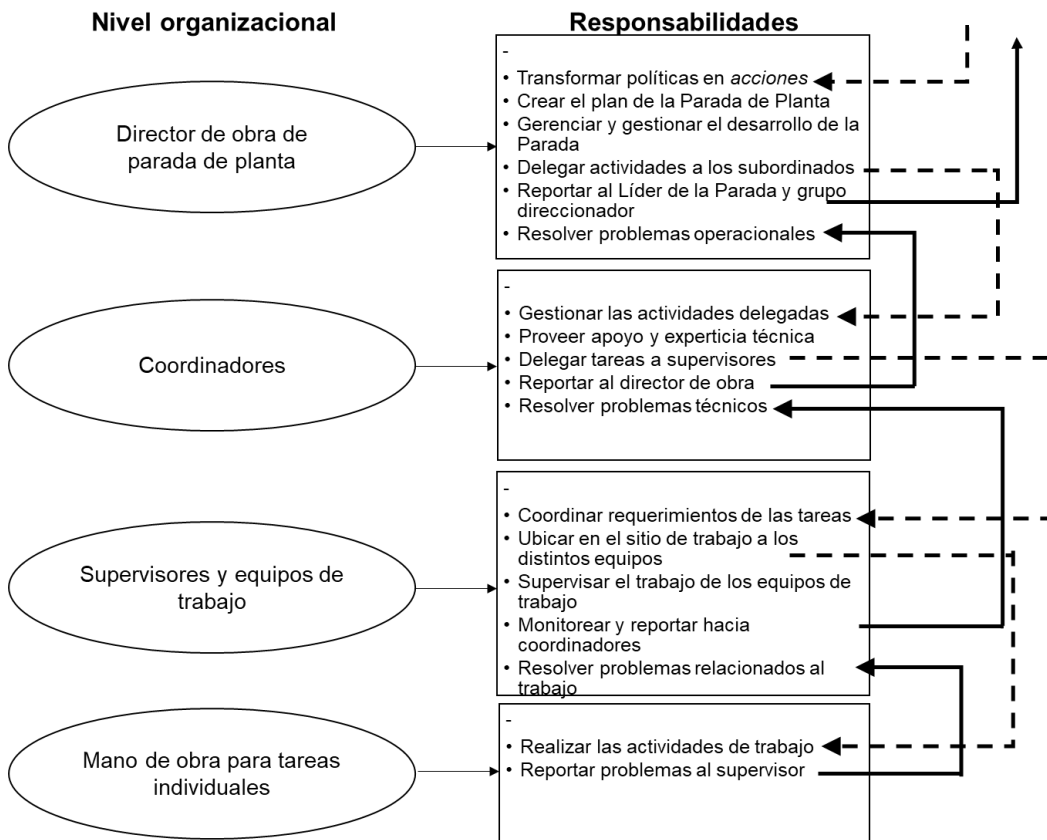 Nivel organizacional
Responsabilidades
Director de obra de
parada de planta
-
• Transformar políticas en acciones
• Crear el plan de la Parada de Planta
• Gerenciar y gestionar el desarrollo de la
Parada
• Delegar actividades a los subordinados
• Reportar al Líder de la Parada y grupo
direccionador
• Resolver problemas operacionales
Coordinadores
-
• Gestionar las actividades delegadas
• Proveer apoyo y experticia técnica
• Delegar tareas a supervisores
• Reportar al director de obra
• Resolver problemas técnicos
Supervisores y equipos de
trabajo
-
• Coordinar requerimientos de las tareas
• Ubicar en el sitio de trabajo a los
distintos equipos
• Supervisar el trabajo de los equipos de
trabajo
• Monitorear y reportar hacia
coordinadores
• Resolver problemas relacionados al
trabajo
Mano de obra para tareas
individuales
-
• Realizar las actividades de trabajo
• Reportar problemas al supervisor